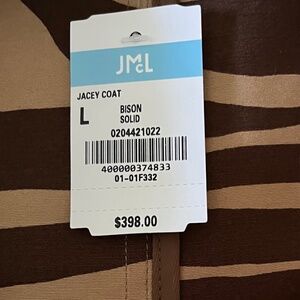 JMcL
JACEY COAT
L
BISON
SOLID
0204421022
400000374833
01-01F332
$398.00